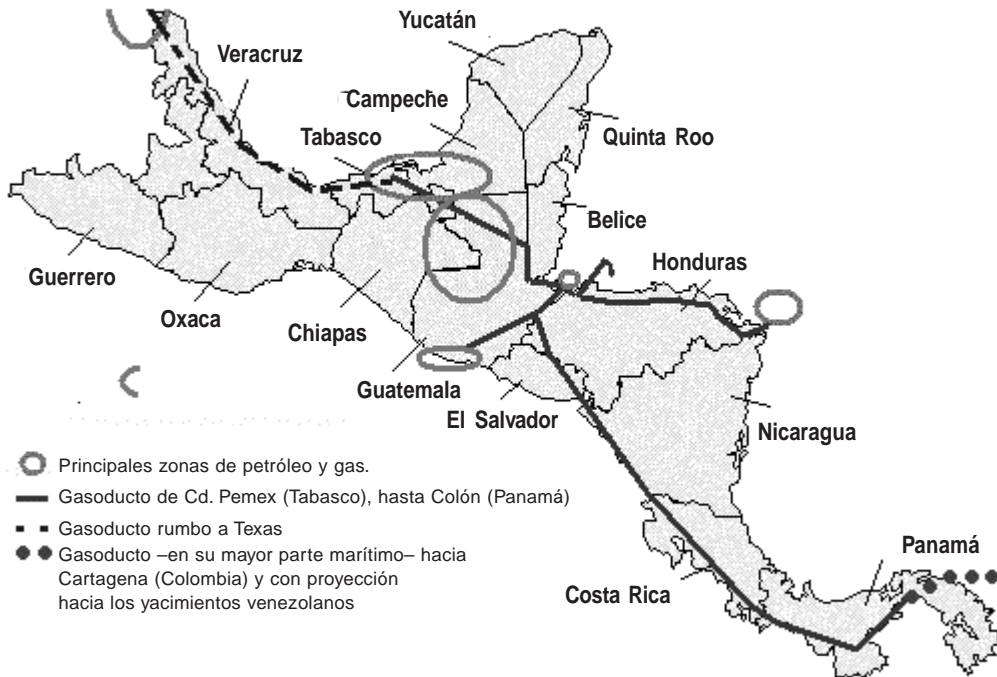 Yucatán
Veracruz
Campeche
Tabasco
Quinta Roo
Belice
Guerrero
Honduras
Oxaca
Chiapas
Guatemala
El Salvador
Nicaragua
Principales zonas de petróleo y gas.
Gasoducto de Cd. Pemex (Tabasco), hasta Colón (Panamá)
Gasoducto rumbo a Texas
Gasoducto –en su mayor parte marítimo– hacia
Cartagena (Colombia) y con proyección
hacia los yacimientos venezolanos
Panamá
Costa Rica